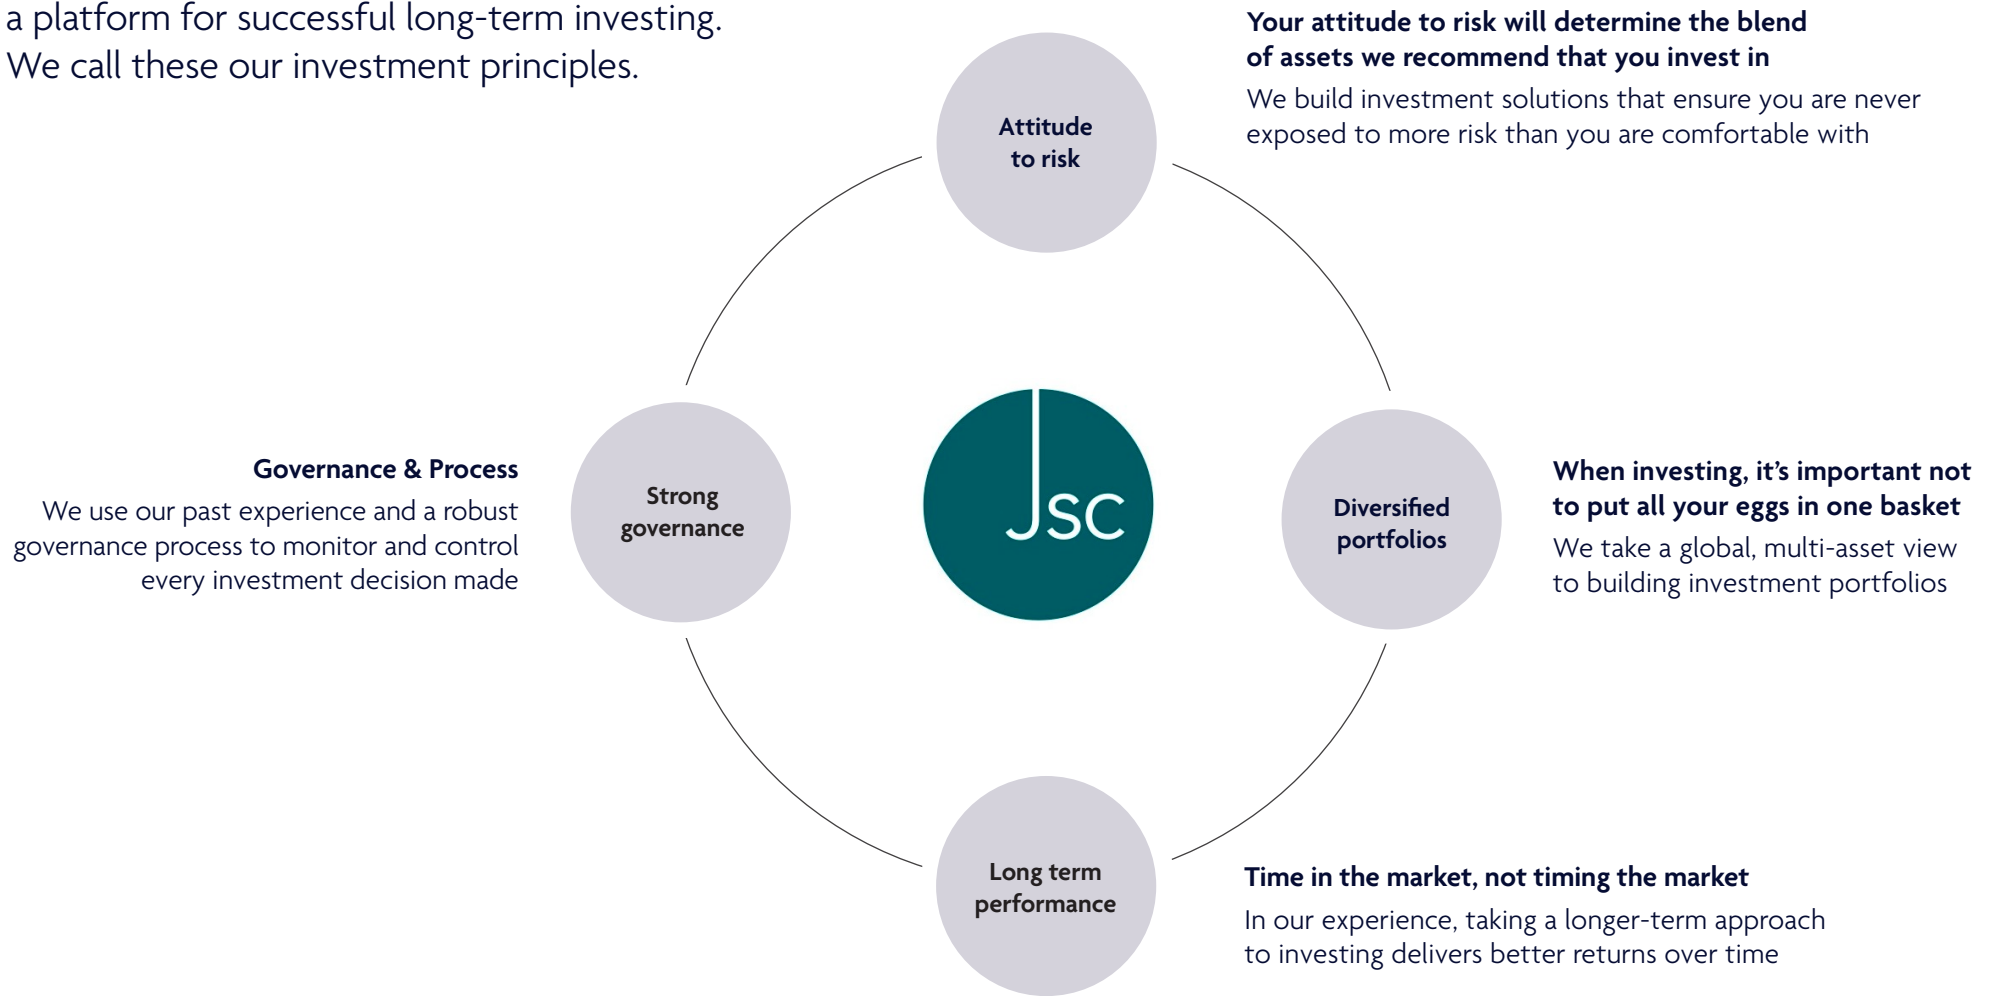 a platform for successful long-term investing.
We call these our investment principles.
Attitude
to risk
Your attitude to risk will determine the blend
of assets we recommend that you invest in
We build investment solutions that ensure you are never
exposed to more risk than you are comfortable with
Governance & Process
We use our past experience and a robust
governance process to monitor and control
every investment decision made
Strong
governance
JSC
Diversified
portfolios
When investing, it’s important not
to put all your eggs in one basket
We take a global, multi-asset view
to building investment portfolios
Long term
performance
Time in the market, not timing the market
In our experience, taking a longer-term approach
to investing delivers better returns over time